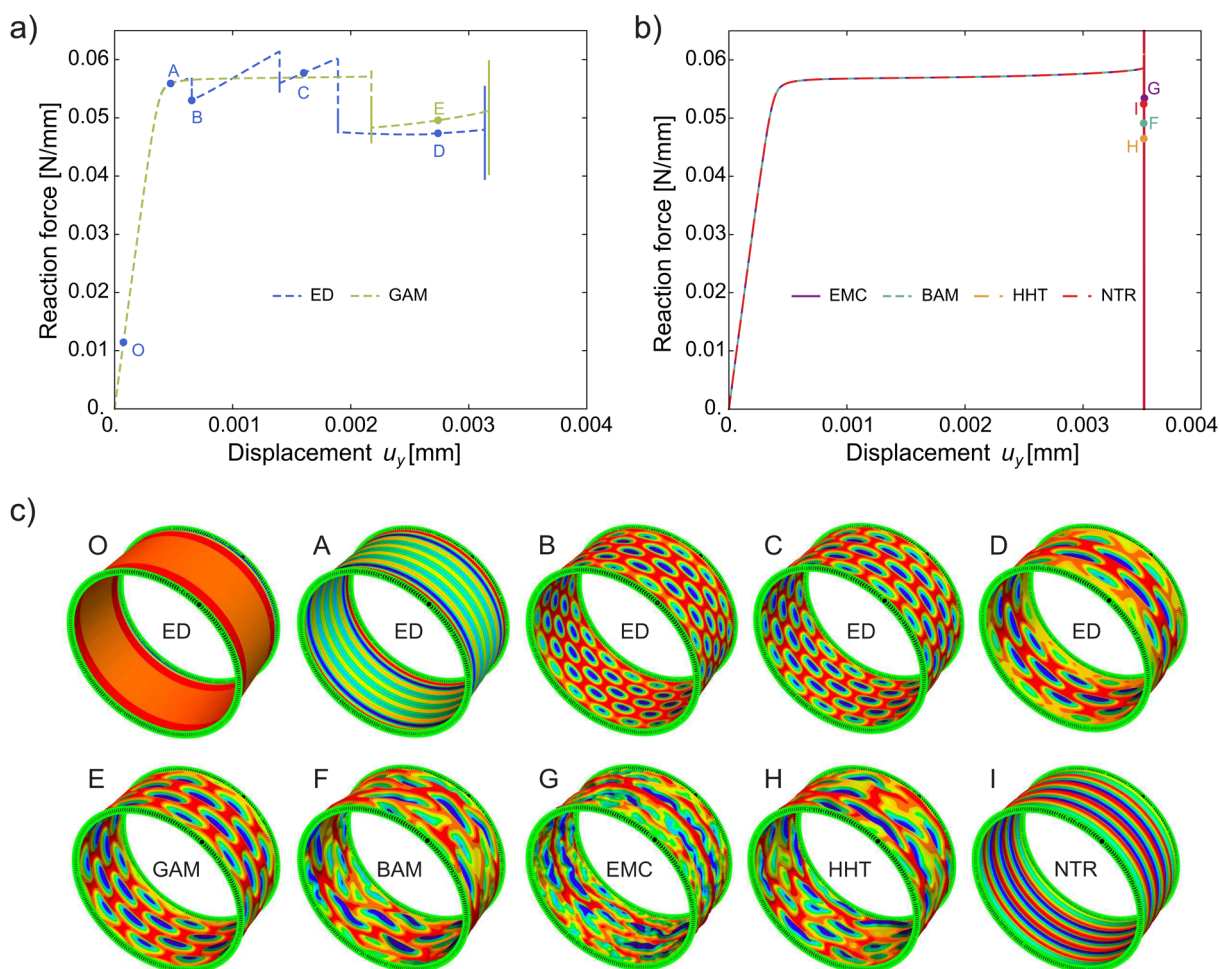 a)
Reaction force [N/mm]
0.06
0.05
0.04
0.03
0.02
0.01
0.
A
B
C
E
D
O
ED GAM
0. 0.001 0.002 0.003 0.004
Displacement u_y [mm]
b)
Reaction force [N/mm]
0.06
0.05
0.04
0.03
0.02
0.01
0.
G
I
F
H
EMC BAM HHT NTR
0. 0.001 0.002 0.003 0.004
Displacement u_y [mm]
c)
O A B C D
ED ED ED ED ED
E F G H I
GAM BAM EMC HHT NTR